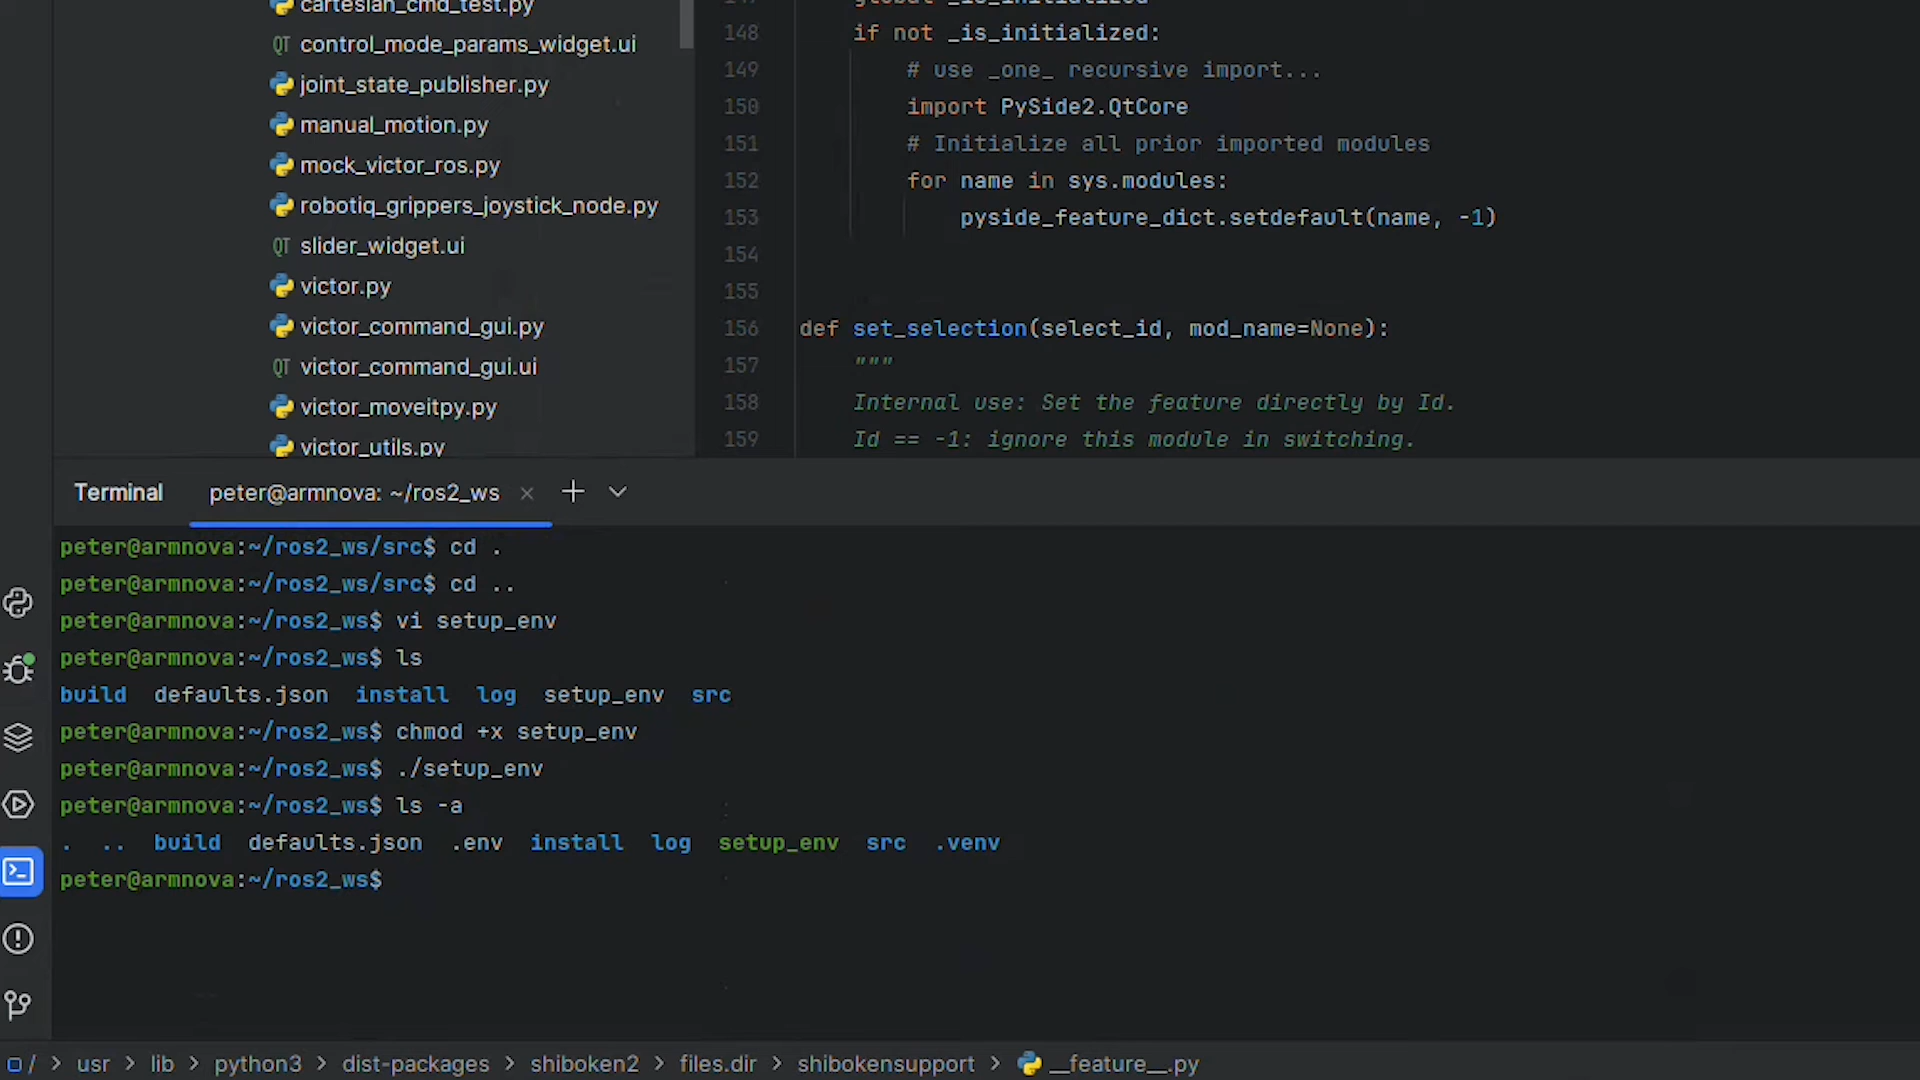 cartesian_cmd_test.py
control_mode_params_widget.ui
joint_state_publisher.py
manual_motion.py
mock_victor_ros.py
robotiq_grippers_joystick_node.py
slider_widget.ui
victor.py
victor_command_gui.py
victor_command_gui.ui
victor_moveitpy.py
victor_utils.py
147 global _is_initialized
148 if not _is_initialized:
149 # use _one_ recursive import...
150 import PySide2.QtCore
151 # Initialize all prior imported modules
152 for name in sys.modules:
153 pyside_feature_dict.setdefault(name, -1)
154
155
156 def set_selection(select_id, mod_name=None):
157 """
158 Internal use: Set the feature directly by Id.
159 Id == -1: ignore this module in switching.
Terminal peter@armnova: ~/ros2_ws
peter@armnova:~/ros2_ws/src$ cd .
peter@armnova:~/ros2_ws/src$ cd ..
peter@armnova:~/ros2_ws$ vi setup_env
peter@armnova:~/ros2_ws$ ls
build defaults.json install log setup_env src
peter@armnova:~/ros2_ws$ chmod +x setup_env
peter@armnova:~/ros2_ws$ ./setup_env
peter@armnova:~/ros2_ws$ ls -a
. .. build defaults.json .env install log setup_env src .venv
peter@armnova:~/ros2_ws$
/ > usr > lib > python3 > dist-packages > shiboken2 > files.dir > shibokensupport > __feature__.py